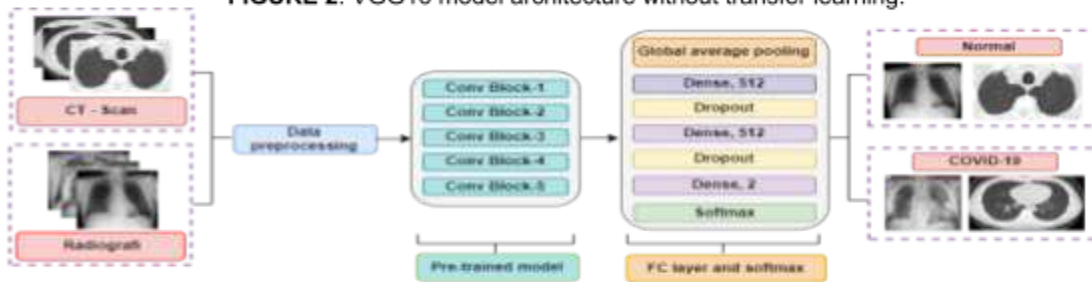 FIGURE 2. VGG16 model architecture without transfer learning.
CT - Scan
Radiografi
Data
preprocessing
Conv Block-1
Conv Block-2
Conv Block-3
Conv Block-4
Conv Block-5
Pre-trained model
Global average pooling
Dense, 512
Dropout
Dense, 512
Dropout
Dense, 2
Softmax
FC layer and softmax
Normal
COVID-19